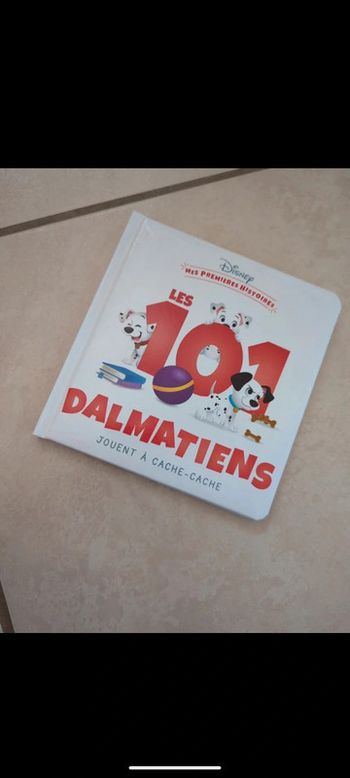 Disney
MES PREMIÈRES HISTOIRES
LES
101
DALMATIENS
JOUENT À CACHE-CACHE